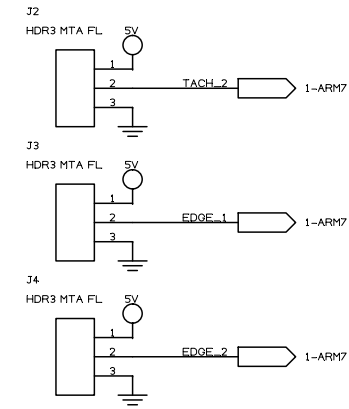 J2
HDR3 MTA FL
5V
1
2
TACH_2
1-ARM7
3
J3
HDR3 MTA FL
5V
1
2
EDGE_1
1-ARM7
3
J4
HDR3 MTA FL
5V
1
2
EDGE_2
1-ARM7
3